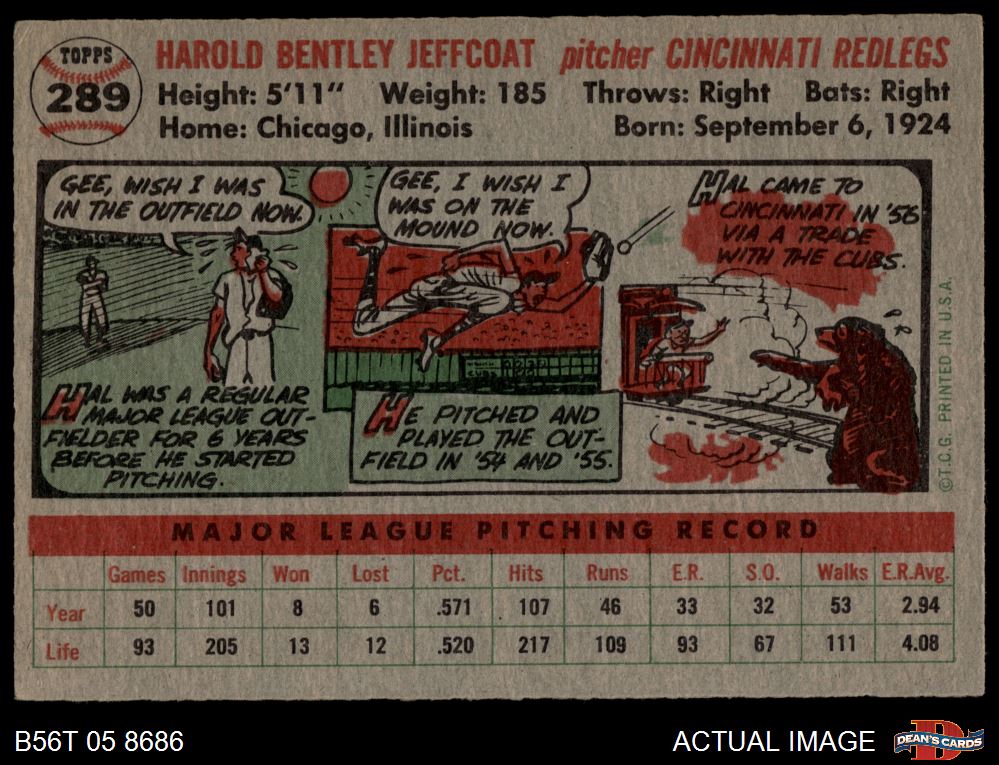 TOPPS
289
HAROLD BENTLEY JEFFCOAT pitcher CINCINNATI REDLEGS
Height: 5'11" Weight: 185 Throws: Right Bats: Right
Home: Chicago, Illinois Born: September 6, 1924
GEE, WISH I WAS
IN THE OUTFIELD NOW.
HAL WAS A REGULAR
MAJOR LEAGUE OUT-
FIELDER FOR 6 YEARS
BEFORE HE STARTED
PITCHING.
GEE, I WISH I
WAS ON THE
MOUND NOW.
HE PITCHED AND
PLAYED THE OUT-
FIELD IN '54 AND '55.
HAL CAME TO
CINCINNATI IN '56
VIA A TRADE
WITH THE CUBS.
©T.C.G. PRINTED IN U.S.A.
MAJOR LEAGUE PITCHING RECORD
Games Innings Won Lost Pct. Hits Runs E.R. S.O. Walks E.R.Avg.
Year 50 101 8 6 .571 107 46 33 32 53 2.94
Life 93 205 13 12 .520 217 109 93 67 111 4.08
B56T 05 8686
ACTUAL IMAGE
D
DEAN'S CARDS